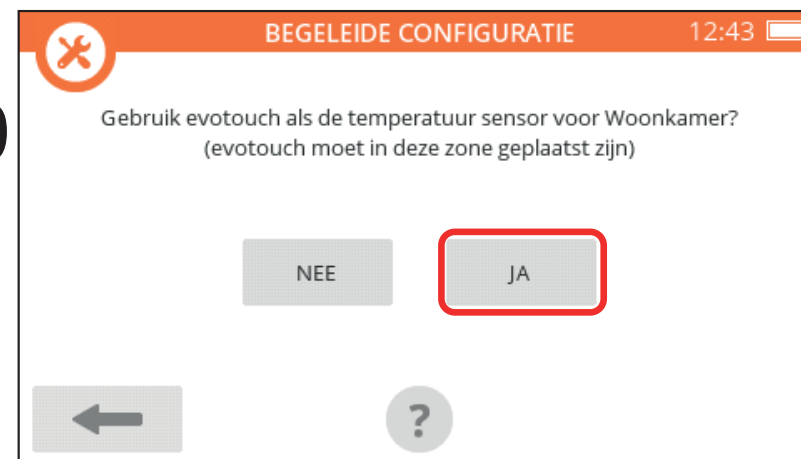 BEGELEIDE CONFIGURATIE 12:43
Gebruik evotouch als de temperatuur sensor voor Woonkamer?
(evotouch moet in deze zone geplaatst zijn)
NEE JA
?